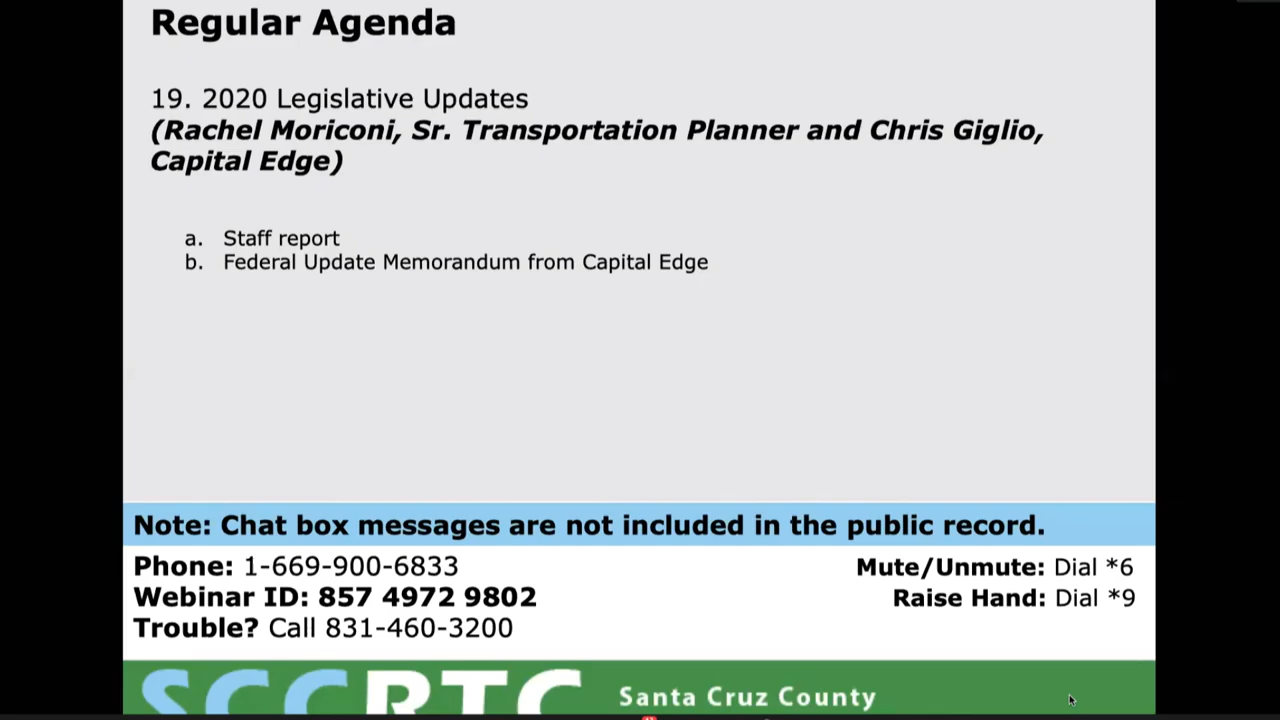 Regular Agenda
19. 2020 Legislative Updates
(Rachel Moriconi, Sr. Transportation Planner and Chris Giglio,
Capital Edge)
a. Staff report
b. Federal Update Memorandum from Capital Edge
Note: Chat box messages are not included in the public record.
Phone: 1-669-900-6833
Mute/Unmute: Dial *6
Webinar ID: 857 4972 9802
Raise Hand: Dial *9
Trouble? Call 831-460-3200
SCCRTC
Santa Cruz County